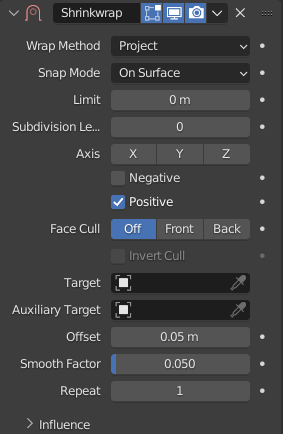 Shrinkwrap
Wrap Method Project
Snap Mode On Surface
Limit 0 m
Subdivision Le... 0
Axis X Y Z
Negative
Positive
Face Cull Off Front Back
Invert Cull
Target
Auxiliary Target
Offset 0.05 m
Smooth Factor 0.050
Repeat 1
Influence